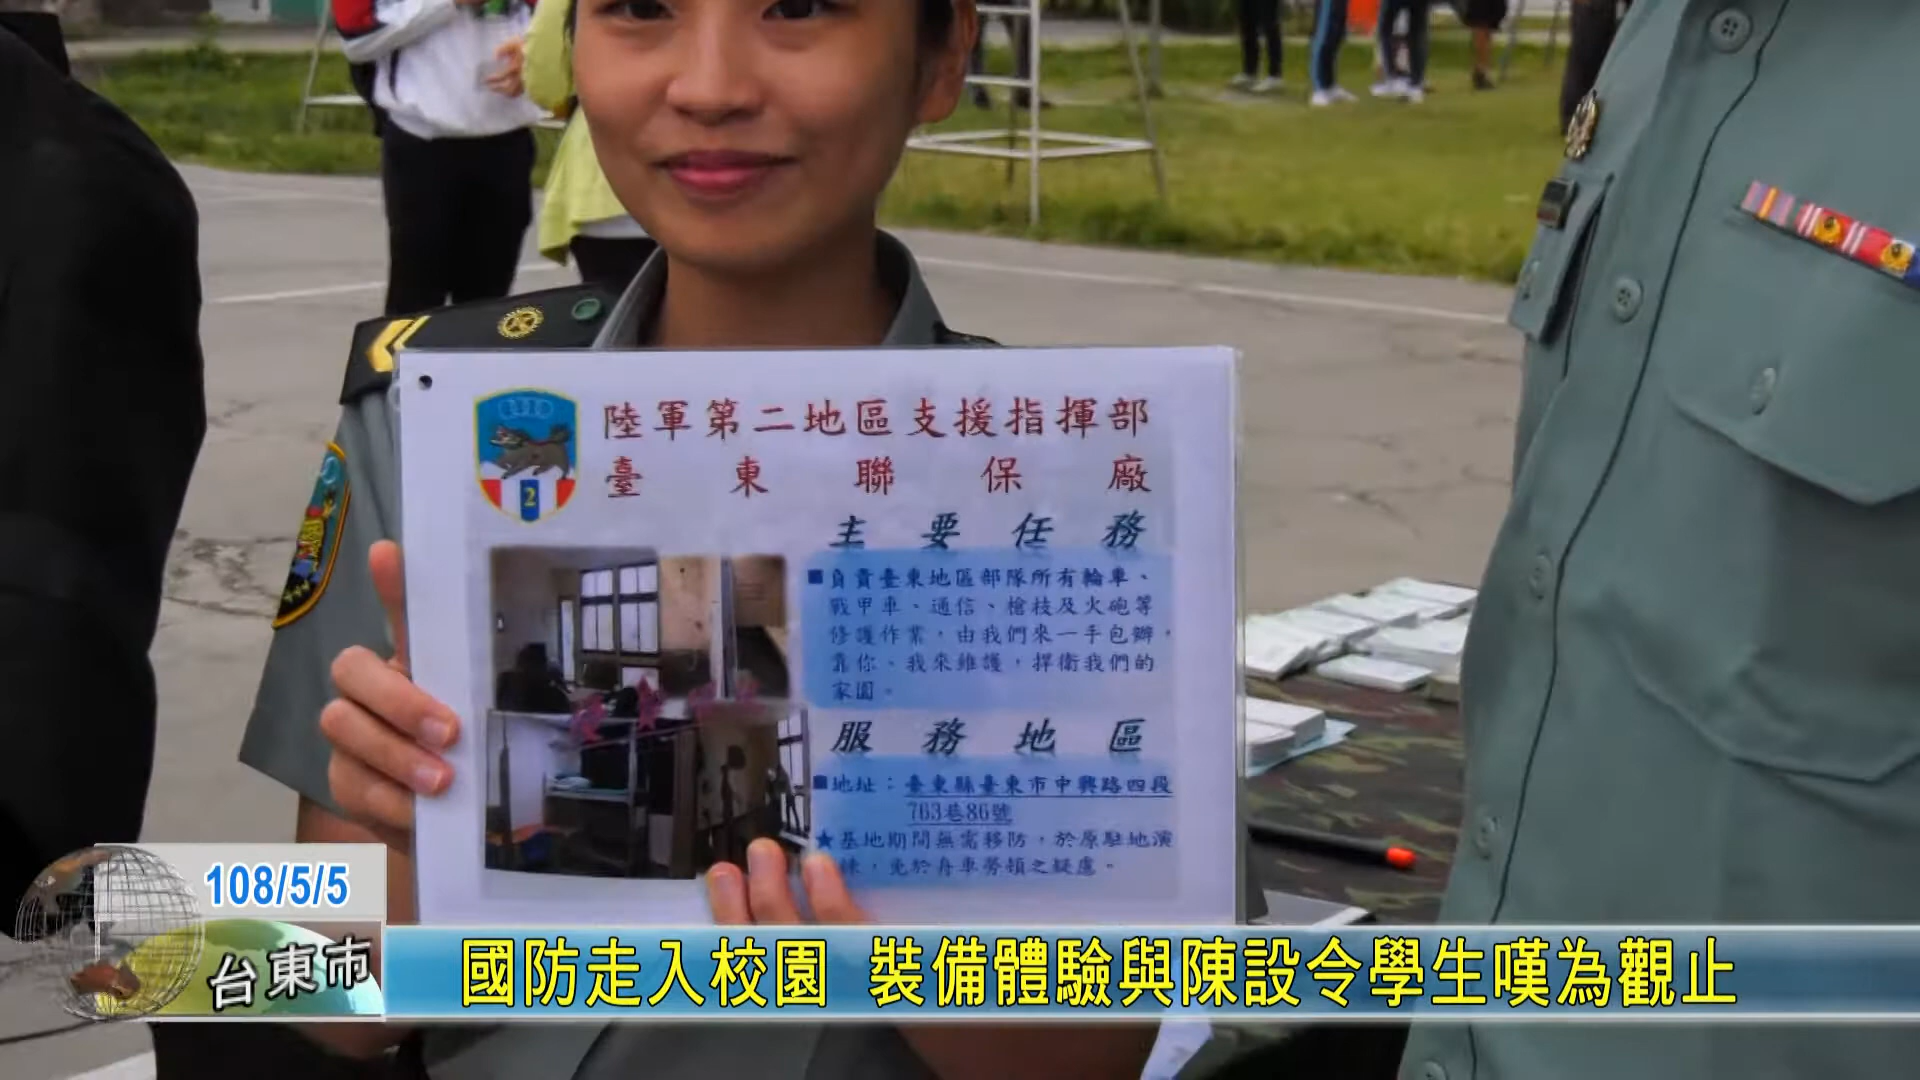 陸軍第二地區支援指揮部
臺東聯保廠
2
主要任務
■負責臺東地區部隊所有輪車、
戰甲車、通信、槍枝及火砲等
修護作業，由我們來一手包辦，
靠你、我來維護，捍衛我們的
家園。
服務地區
■地址：臺東縣臺東市中興路四段
763巷86號
★基地期間無需移防，於原駐地演
練，免於舟車勞頓之疑慮。
108/5/5
台東市
國防走入校園 裝備體驗與陳設令學生嘆為觀止